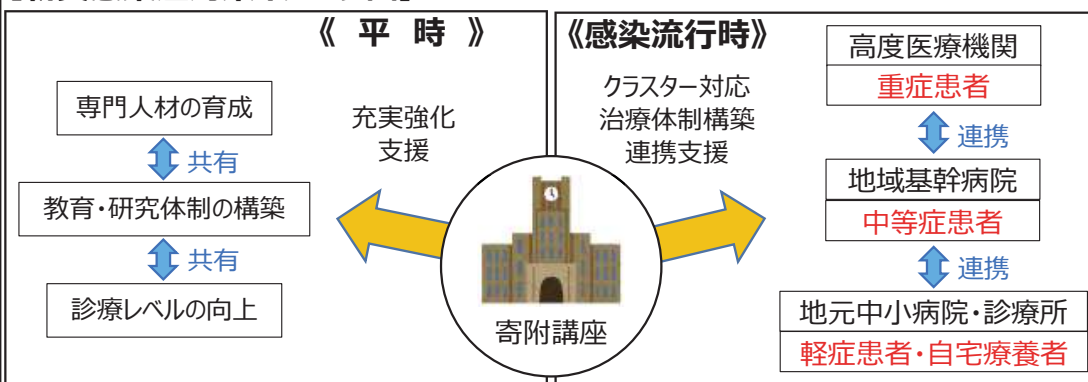 《 平 時 》
専門人材の育成
共有
教育・研究体制の構築
共有
診療レベルの向上
充実強化
支援
寄附講座
《感染流行時》
クラスター対応
治療体制構築
連携支援
高度医療機関
重症患者
連携
地域基幹病院
中等症患者
連携
地元中小病院・診療所
軽症患者・自宅療養者